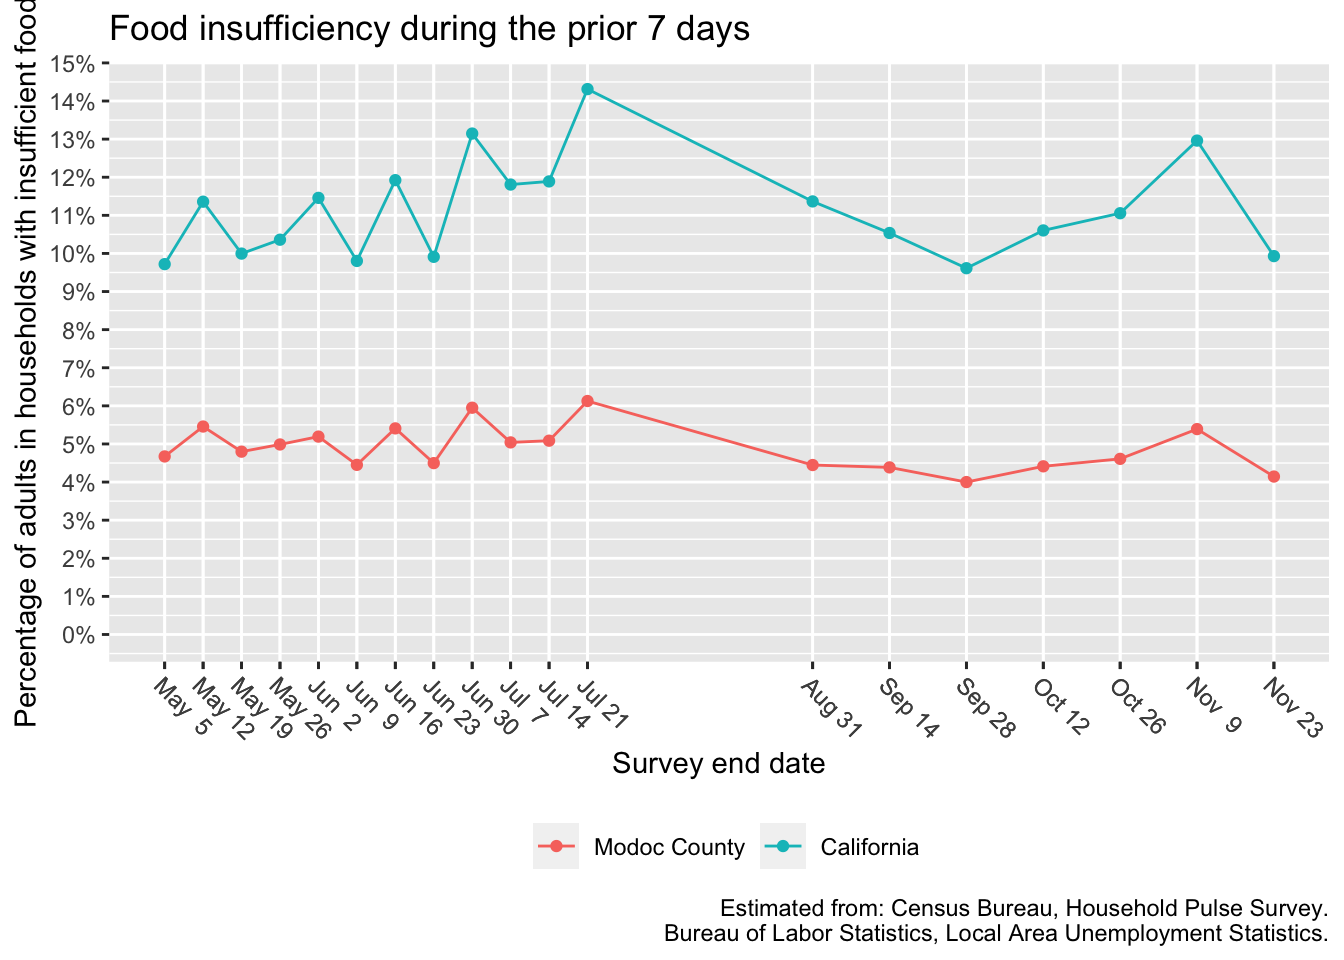 Food insufficiency during the prior 7 days
Percentage of adults in households with insufficient food
15%
14%
13%
12%
11%
10%
9%
8%
7%
6%
5%
4%
3%
2%
1%
0%
May 5
May 12
May 19
May 26
Jun 2
Jun 9
Jun 16
Jun 23
Jun 30
Jul 7
Jul 14
Jul 21
Aug 31
Sep 14
Sep 28
Oct 12
Oct 26
Nov 9
Nov 23
Survey end date
Modoc County
California
Estimated from: Census Bureau, Household Pulse Survey.
Bureau of Labor Statistics, Local Area Unemployment Statistics.